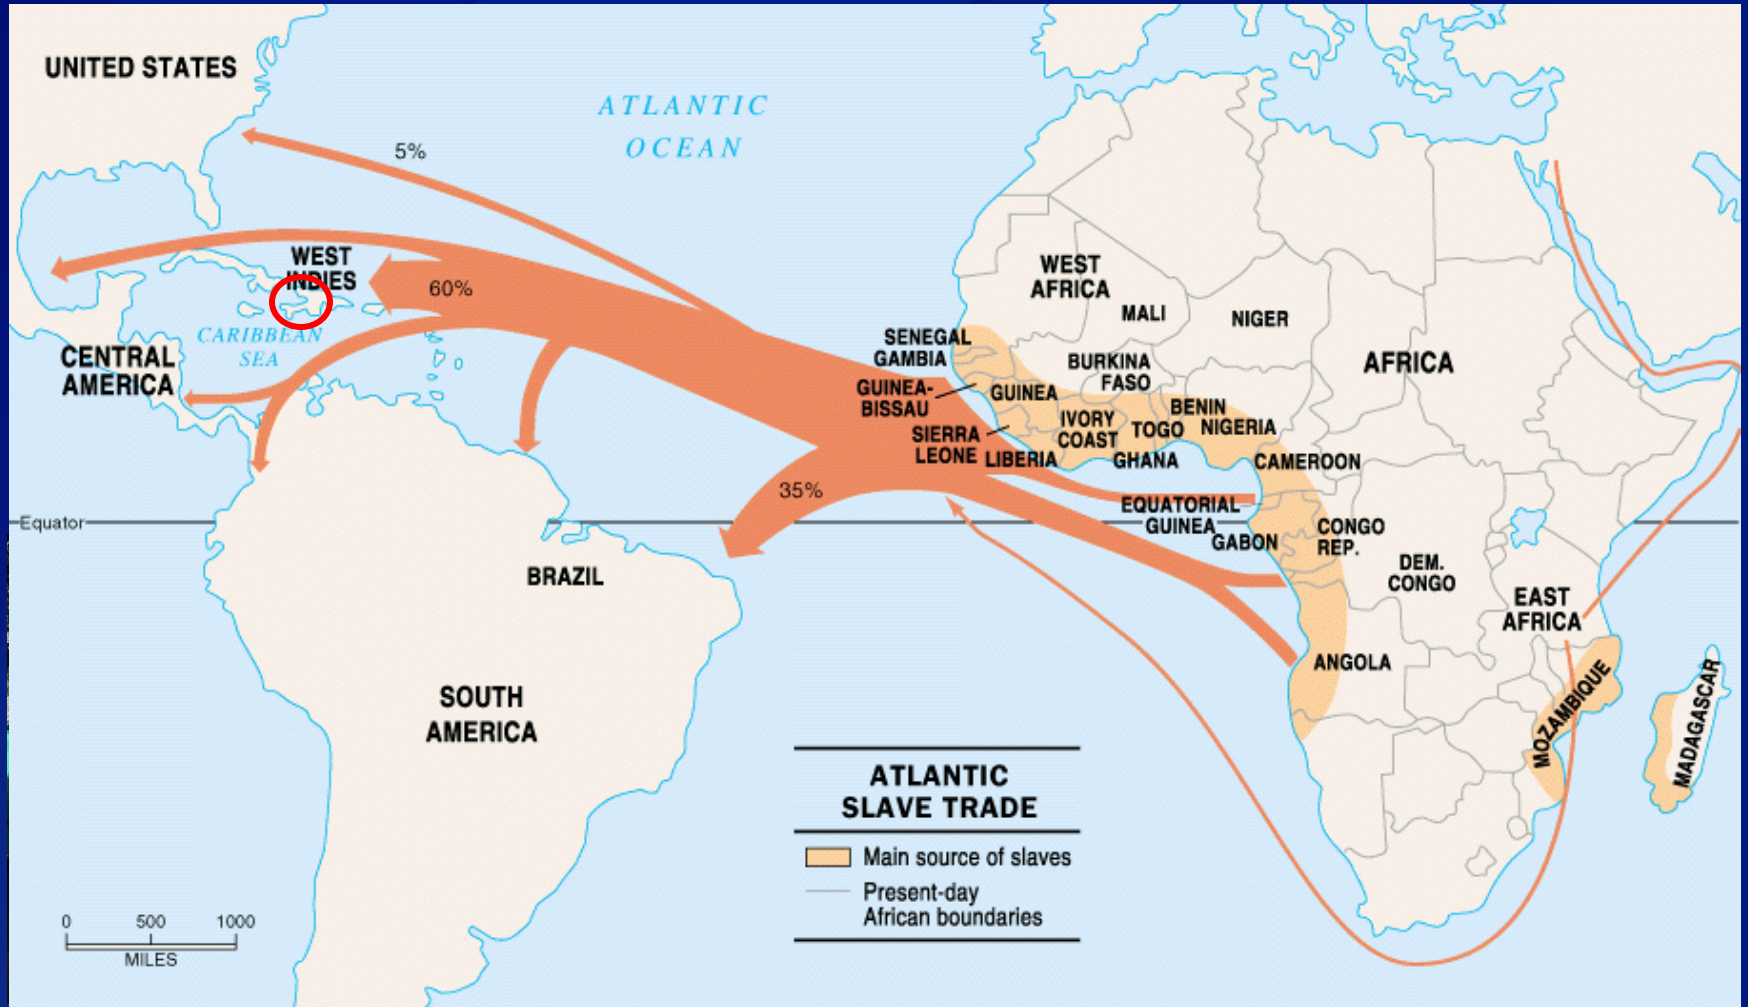 UNITED STATES
ATLANTIC
OCEAN
5%
WEST
INDIES
60%
CARIBBEAN
SEA
CENTRAL
AMERICA
WEST
AFRICA
MALI
NIGER
SENEGAL
GAMBIA
BURKINA
FASO
AFRICA
GUINEA-
BISSAU
GUINEA
IVORY
COAST
TOGO
BENIN
NIGERIA
SIERRA
LEONE
LIBERIA
GHANA
CAMEROON
35%
EQUATORIAL
GUINEA
GABON
CONGO
REP.
Equator
BRAZIL
DEM.
CONGO
EAST
AFRICA
ANGOLA
MOZAMBIQUE
MADAGASCAR
SOUTH
AMERICA
ATLANTIC
SLAVE TRADE
Main source of slaves
Present-day
African boundaries
0 500 1000
MILES